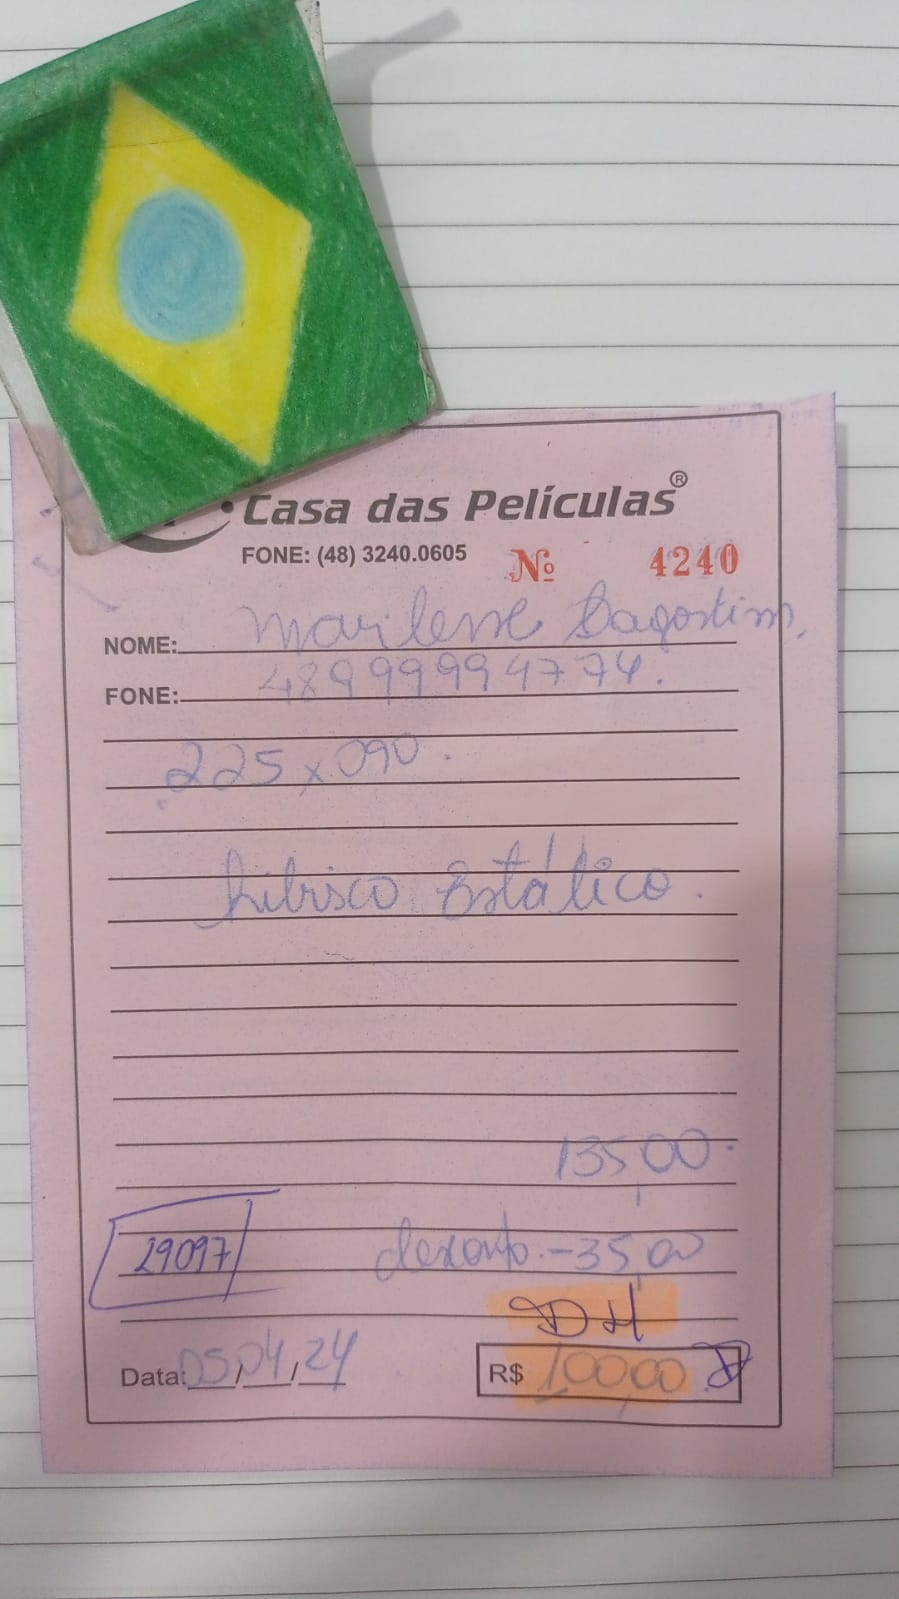 Casa das Películas®
FONE: (48) 3240.0605 Nº 4240
NOME: Marilene Dagostim,
FONE: 48999994774.
225 x 090.
hibisco Estático.
135,00.
29097
desconto. - 35,00
DH
Data: 05/04/24 R$ 100,00